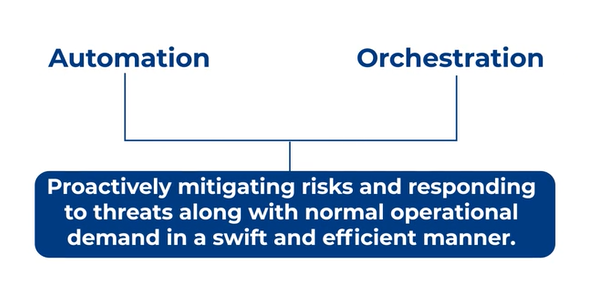 Automation
Orchestration
Proactively mitigating risks and responding
to threats along with normal operational
demand in a swift and efficient manner.